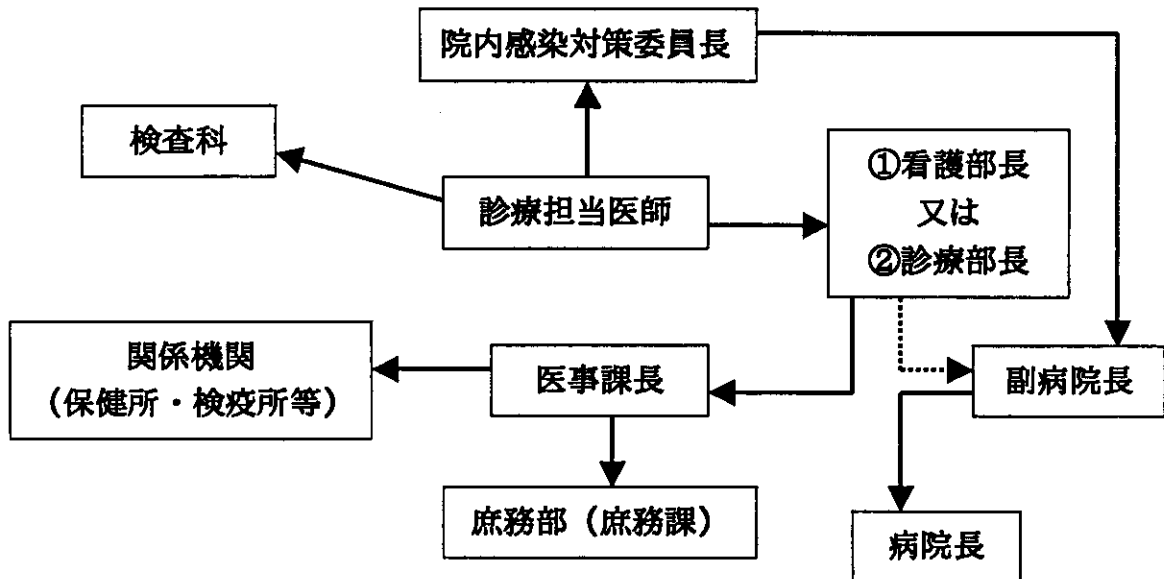 院内感染対策委員長
検査科
診療担当医師
①看護部長
又は
②診療部長
関係機関
（保健所・検疫所等）
医事課長
副病院長
庶務部（庶務課）
病院長